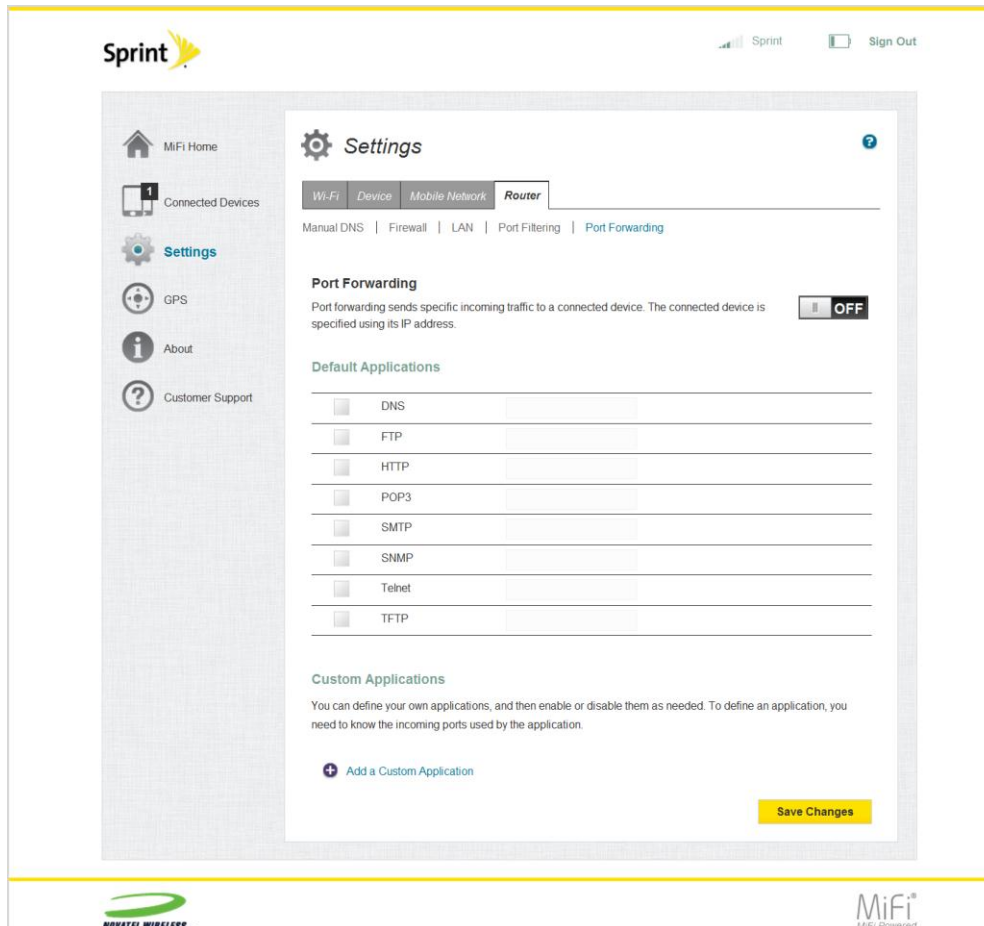 Sprint
Sprint
Sign Out
MiFi Home
1
Connected Devices
Settings
GPS
About
Customer Support
Settings
Wi-Fi Device Mobile Network Router
Manual DNS | Firewall | LAN | Port Filtering | Port Forwarding
Port Forwarding
Port forwarding sends specific incoming traffic to a connected device. The connected device is
specified using its IP address.
OFF
Default Applications
DNS
FTP
HTTP
POP3
SMTP
SNMP
Telnet
TFTP
Custom Applications
You can define your own applications, and then enable or disable them as needed. To define an application, you
need to know the incoming ports used by the application.
Add a Custom Application
Save Changes
NOVATEL WIRELESS
MiFi®
MiFi Powered